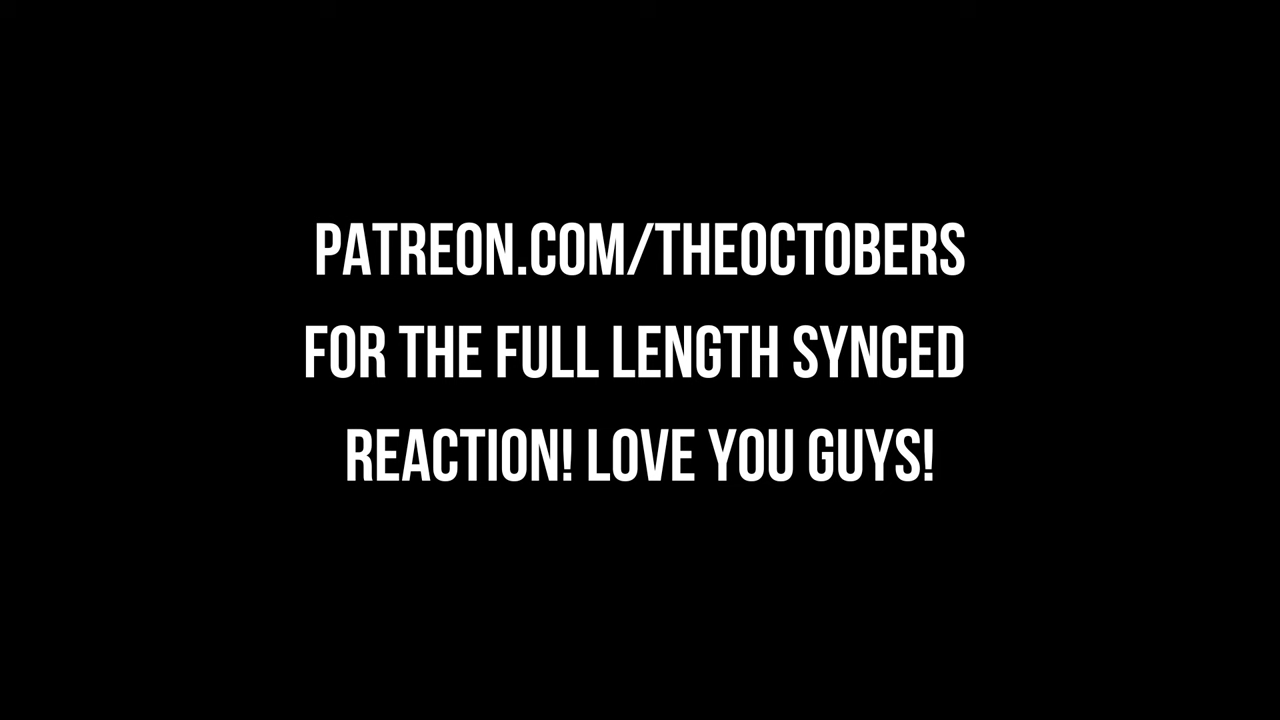 PATREON.COM/THEOCTOBERS
FOR THE FULL LENGTH SYNCED
REACTION! LOVE YOU GUYS!